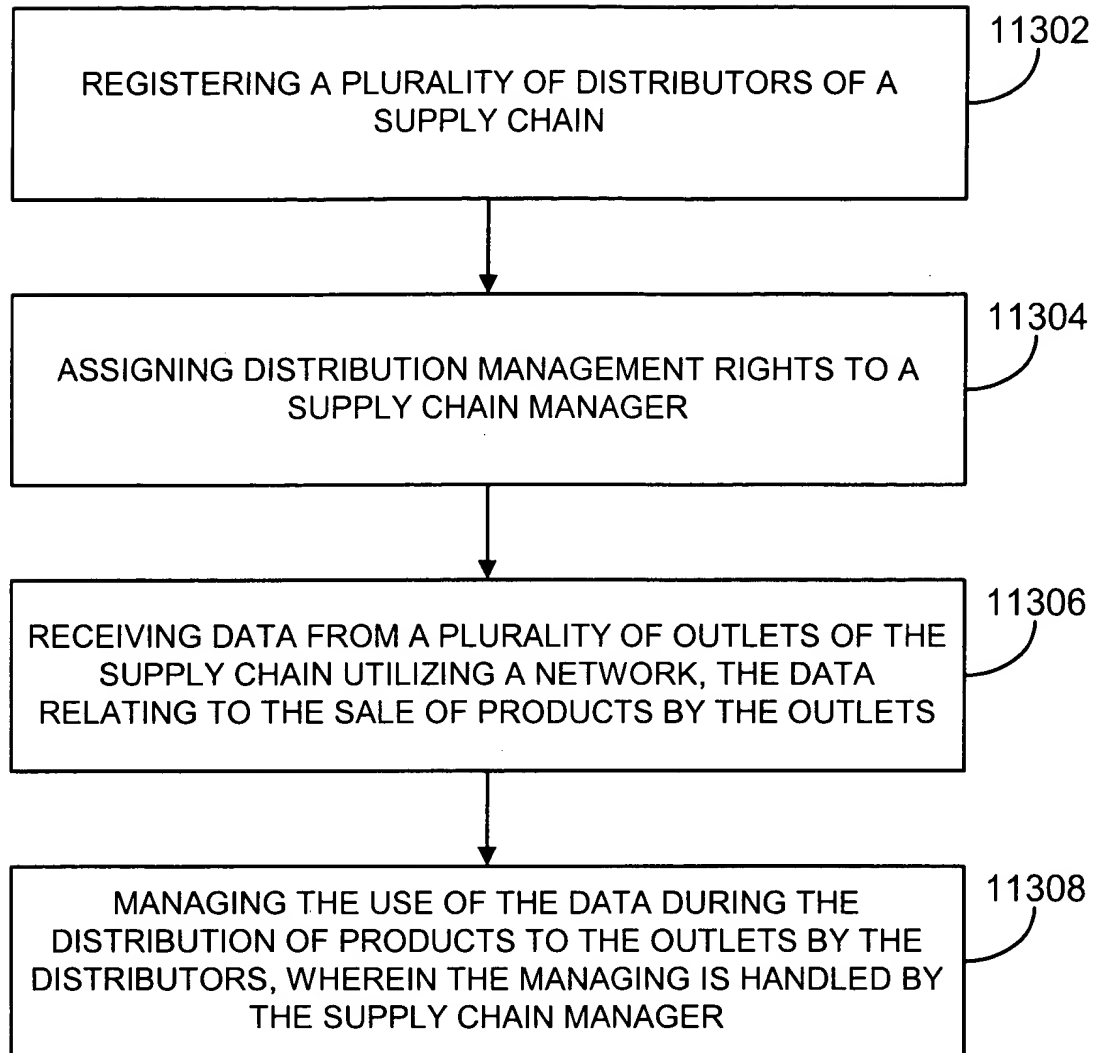 11302
REGISTERING A PLURALITY OF DISTRIBUTORS OF A
SUPPLY CHAIN
11304
ASSIGNING DISTRIBUTION MANAGEMENT RIGHTS TO A
SUPPLY CHAIN MANAGER
11306
RECEIVING DATA FROM A PLURALITY OF OUTLETS OF THE
SUPPLY CHAIN UTILIZING A NETWORK, THE DATA
RELATING TO THE SALE OF PRODUCTS BY THE OUTLETS
11308
MANAGING THE USE OF THE DATA DURING THE
DISTRIBUTION OF PRODUCTS TO THE OUTLETS BY THE
DISTRIBUTORS, WHEREIN THE MANAGING IS HANDLED BY
THE SUPPLY CHAIN MANAGER